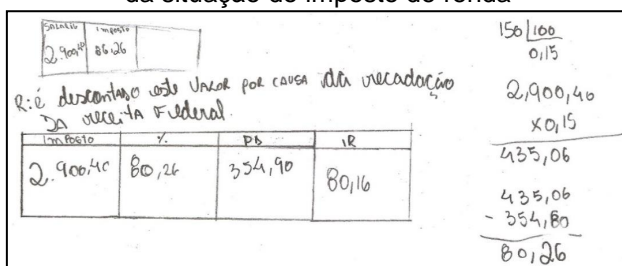 da situação do imposto de renda
SALARIO Imposto
2.900,40 86.26
R: é descontado este VALOR POR CAUSA da recadação
DA receita Federal.
Imposto % PD IR
2.900,40 80,26 354,90 80,16
150 100
0,15
2,900,40
x0,15
435,06
435,06
- 354,80
80,26